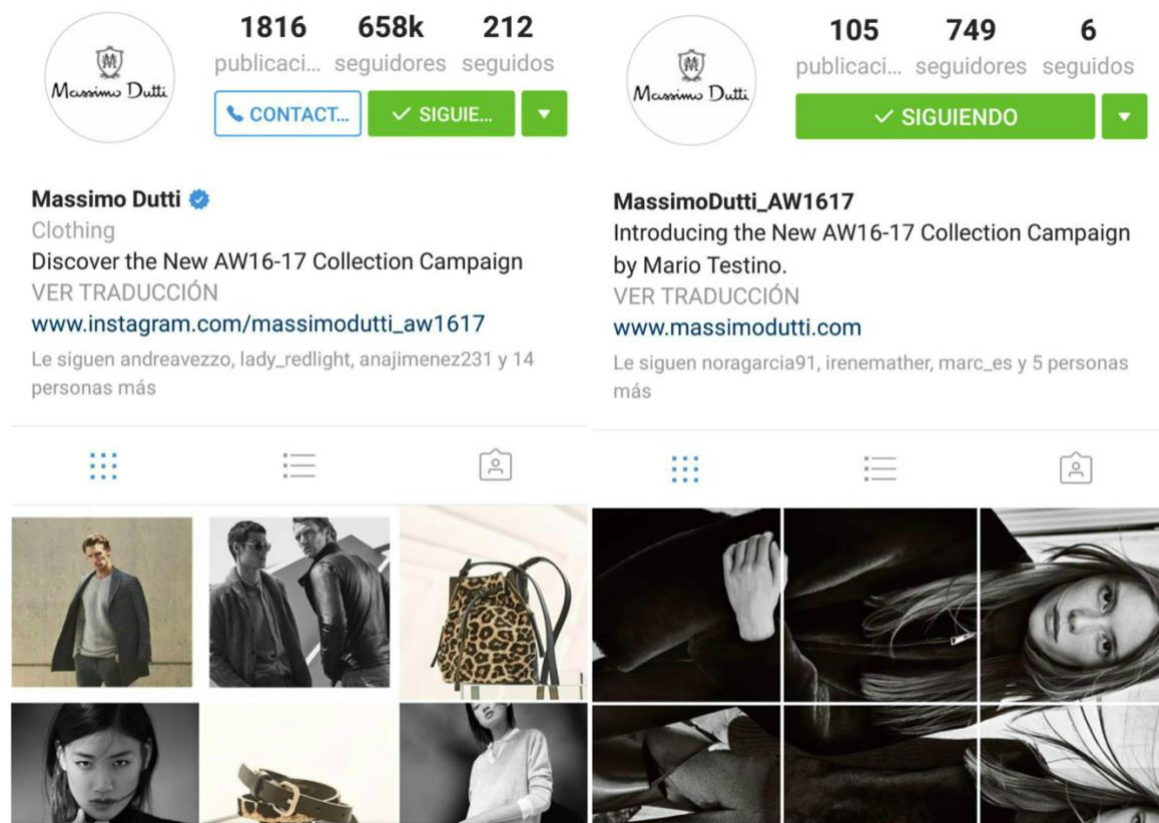 1816 658k 212
publicaci... seguidores seguidos
Massimo Dutti
CONTACT... SIGUIE...
Massimo Dutti
Clothing
Discover the New AW16-17 Collection Campaign
VER TRADUCCIÓN
www.instagram.com/massimodutti_aw1617
Le siguen andreavezzo, lady_redlight, anajimenez231 y 14
personas más
105 749 6
publicaci... seguidores seguidos
Massimo Dutti
SIGUIENDO
MassimoDutti_AW1617
Introducing the New AW16-17 Collection Campaign
by Mario Testino.
VER TRADUCCIÓN
www.massimodutti.com
Le siguen noragarcia91, irenemather, marc_es y 5 personas
más